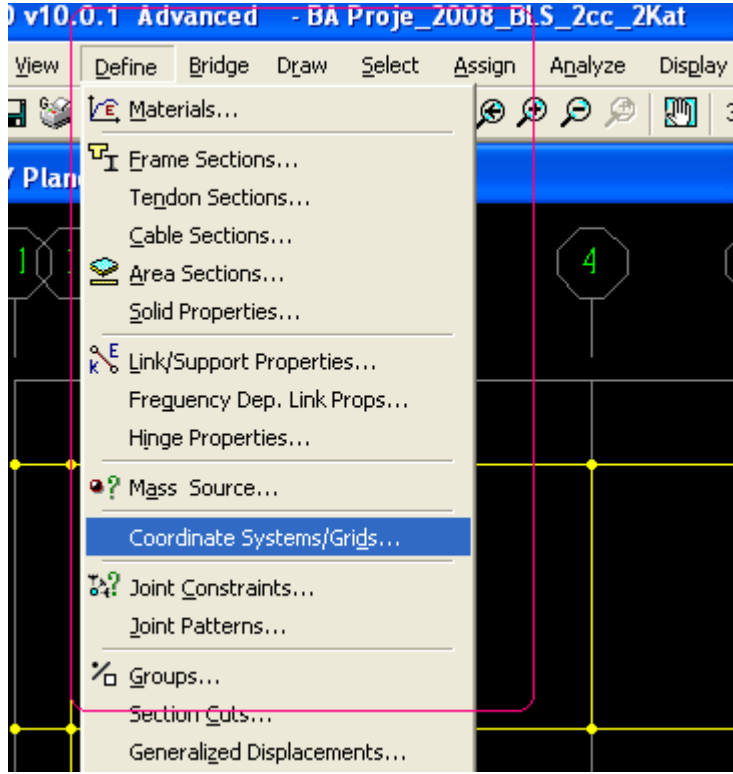 v10.0.1 Advanced - BA Proje_2008_BLS_2cc_2Kat
View Define Bridge Draw Select Assign Analyze Display
Materials...
Frame Sections...
Y Plan
Tendon Sections...
Cable Sections...
1 4
Area Sections...
Solid Properties...
E K Link/Support Properties...
Frequency Dep. Link Props...
Hinge Properties...
Mass Source...
Coordinate Systems/Grids...
Joint Constraints...
Joint Patterns...
Groups...
Section Cuts...
Generalized Displacements...